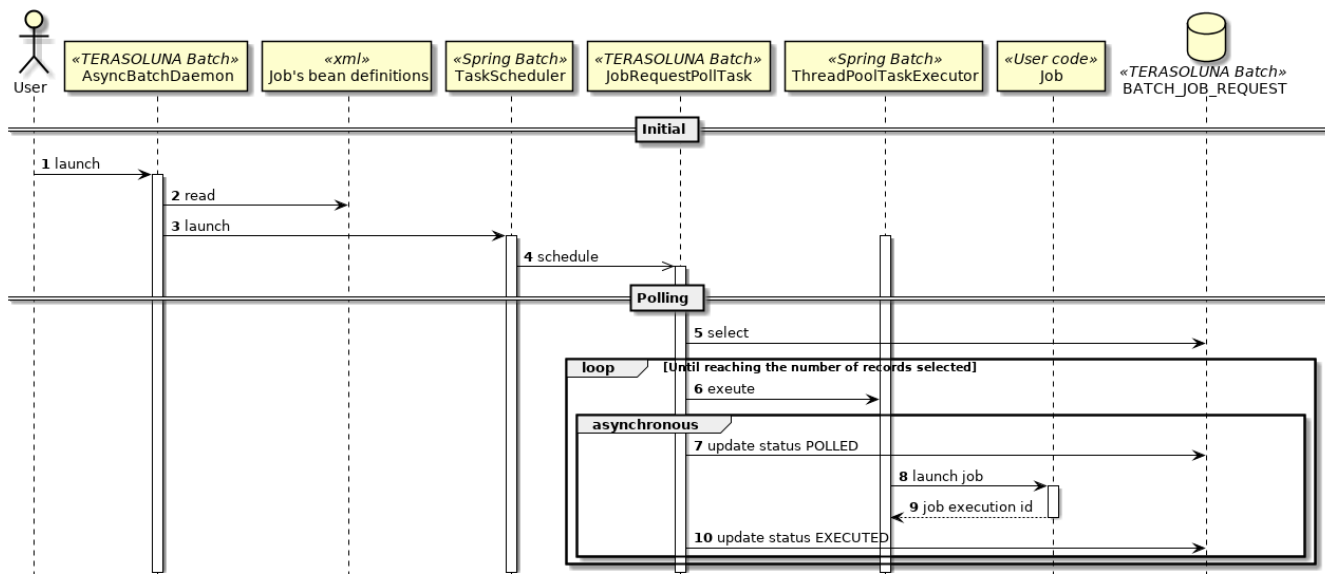 User
«TERASOLUNA Batch»
AsyncBatchDaemon
«xml»
Job's bean definitions
«Spring Batch»
TaskScheduler
«TERASOLUNA Batch»
JobRequestPollTask
«Spring Batch»
ThreadPoolTaskExecutor
«User code»
Job
«TERASOLUNA Batch»
BATCH_JOB_REQUEST
Initial
1 launch
2 read
3 launch
4 schedule
Polling
5 select
loop [Until reaching the number of records selected]
6 exeute
asynchronous
7 update status POLLED
8 launch job
9 job execution id
10 update status EXECUTED